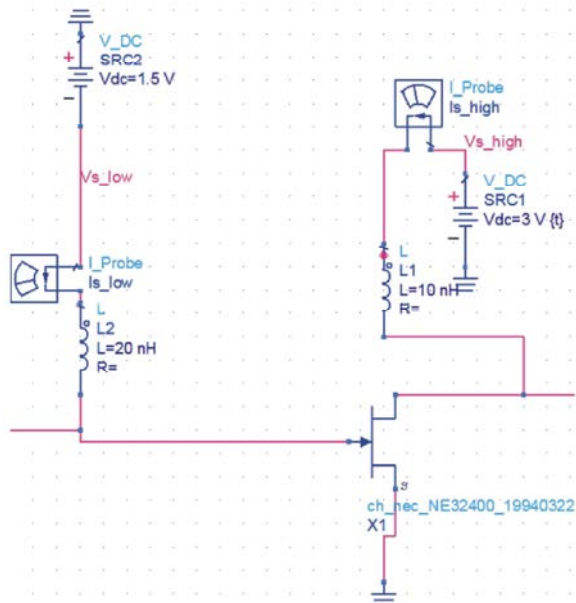 V_DC
SRC2
Vdc=1.5 V
Vs_low
I_Probe
Is_low
L
L2
L=20 nH
R=
I_Probe
Is_high
Vs_high
V_DC
SRC1
Vdc=3 V {t}
L
L1
L=10 nH
R=
ch_nec_NE32400_19940322
X1